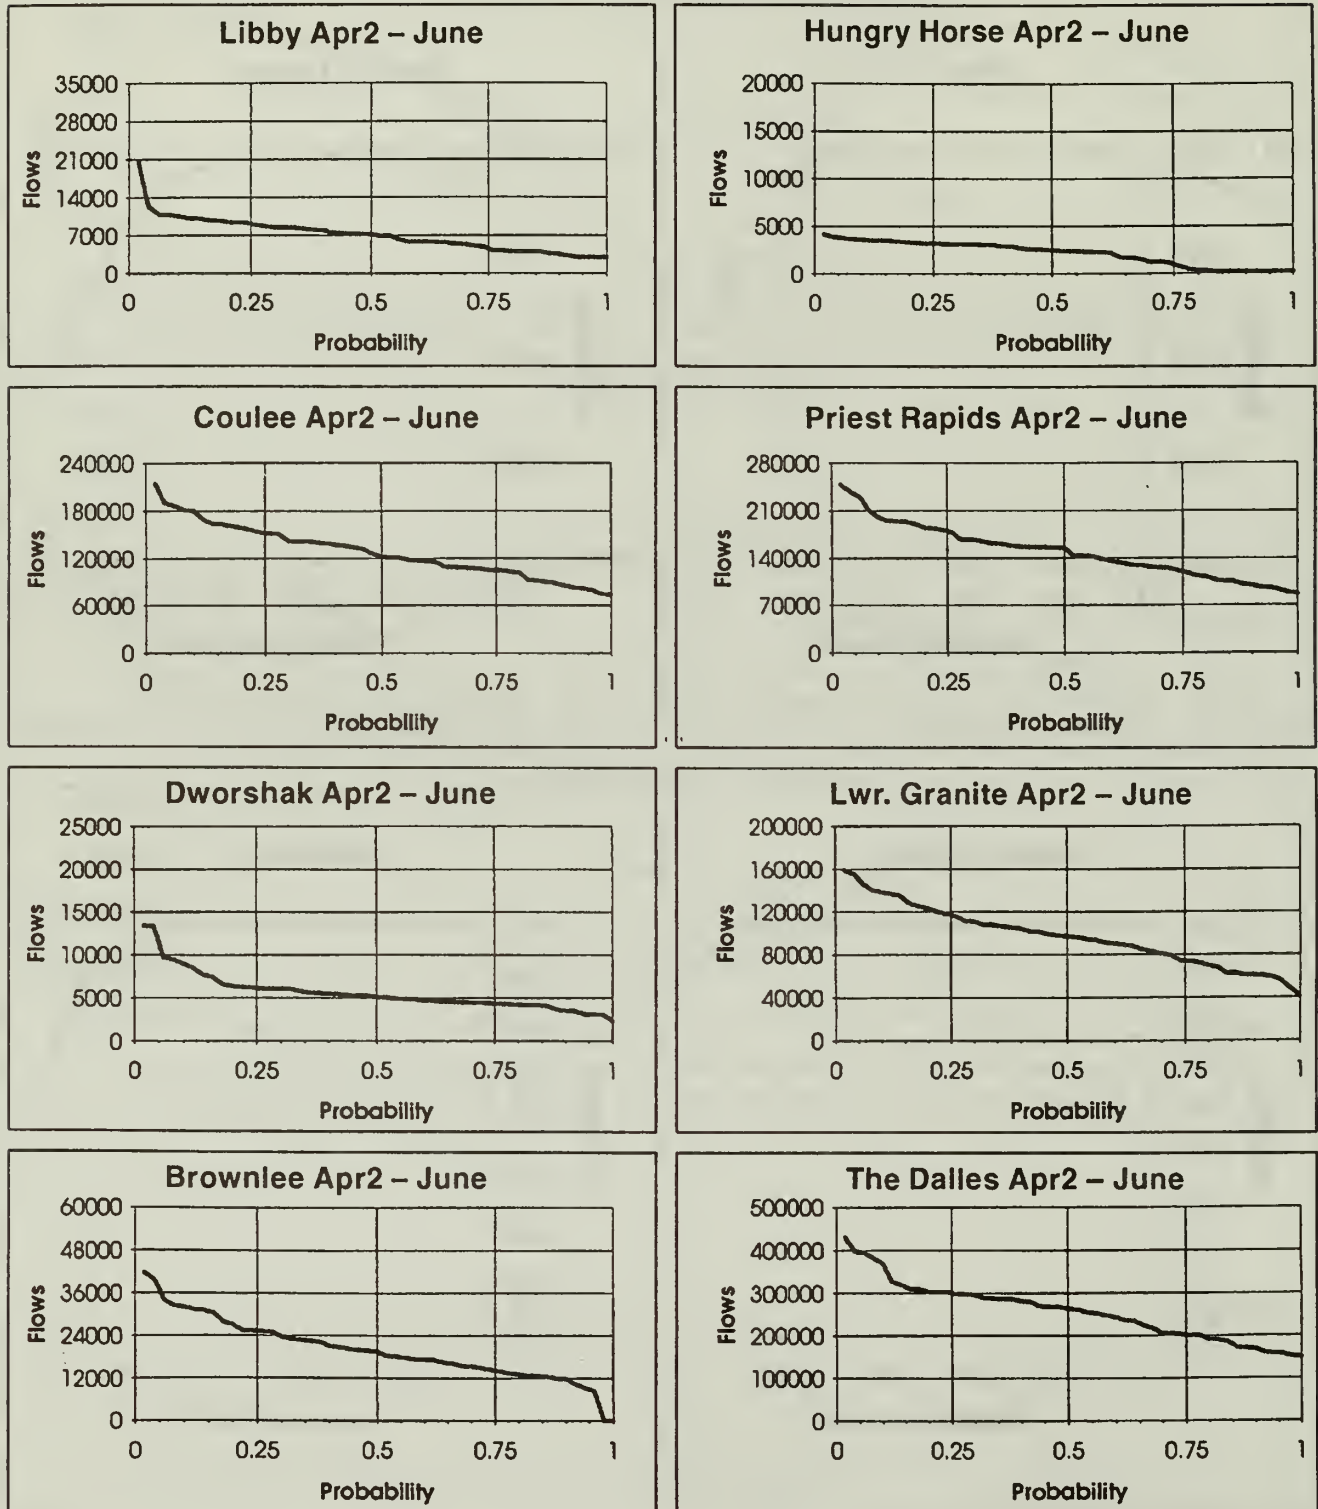 Libby Apr2 – June
35000
28000
21000
14000
7000
0
Flows
0 0.25 0.5 0.75 1
Probability
Hungry Horse Apr2 – June
20000
15000
10000
5000
0
Flows
0 0.25 0.5 0.75 1
Probability
Coulee Apr2 – June
240000
180000
120000
60000
0
Flows
0 0.25 0.5 0.75 1
Probability
Priest Rapids Apr2 – June
280000
210000
140000
70000
0
Flows
0 0.25 0.5 0.75 1
Probability
Dworshak Apr2 – June
25000
20000
15000
10000
5000
0
Flows
0 0.25 0.5 0.75 1
Probability
Lwr. Granite Apr2 – June
200000
160000
120000
80000
40000
0
Flows
0 0.25 0.5 0.75 1
Probability
Brownlee Apr2 – June
60000
48000
36000
24000
12000
0
Flows
0 0.25 0.5 0.75 1
Probability
The Dalles Apr2 – June
500000
400000
300000
200000
100000
0
Flows
0 0.25 0.5 0.75 1
Probability